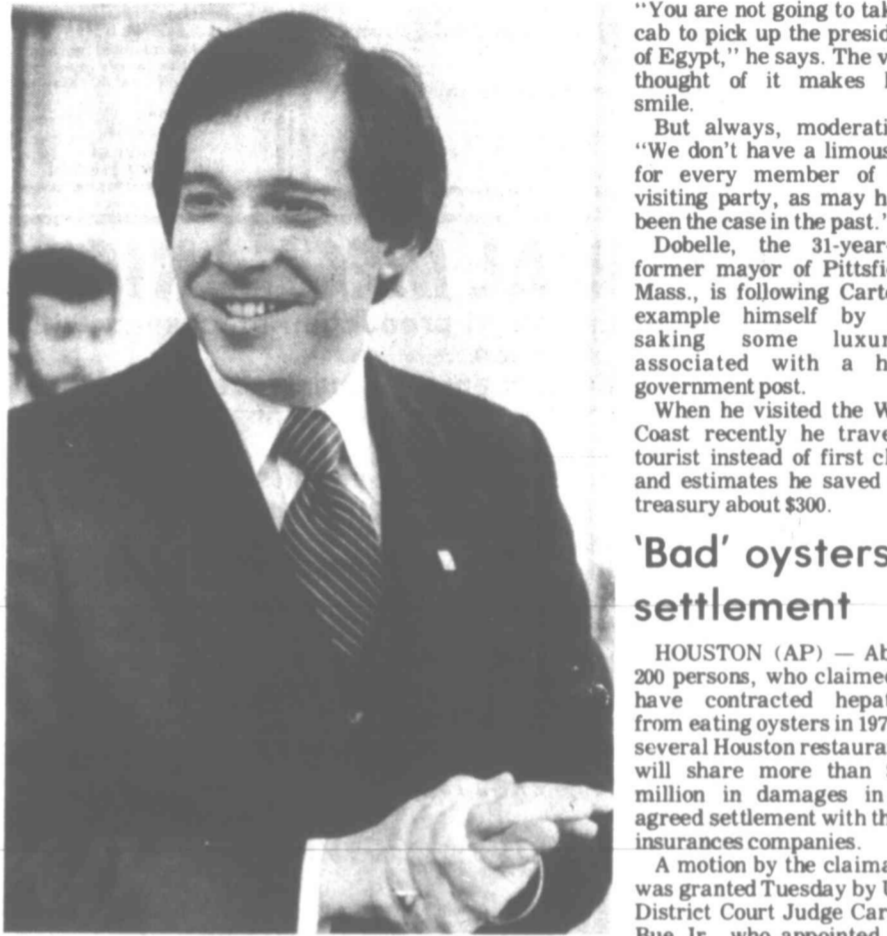 "You are not going to tak
cab to pick up the presid
of Egypt," he says. The v
thought of it makes
smile.
But always, moderati
"We don't have a limous
for every member of
visiting party, as may h
been the case in the past.
Dobelle, the 31-year-
former mayor of Pittsfi
Mass., is following Cart
example himself by
saking some luxur
associated with a h
government post.
When he visited the W
Coast recently he trave
tourist instead of first cl
and estimates he saved
treasury about $300.
'Bad' oysters
settlement
HOUSTON (AP) — Ab
200 persons, who claimed
have contracted hepat
from eating oysters in 197
several Houston restaura
will share more than
million in damages in
agreed settlement with th
insurances companies.
A motion by the claima
was granted Tuesday by U
District Court Judge Car
Rue Jr., who appointed